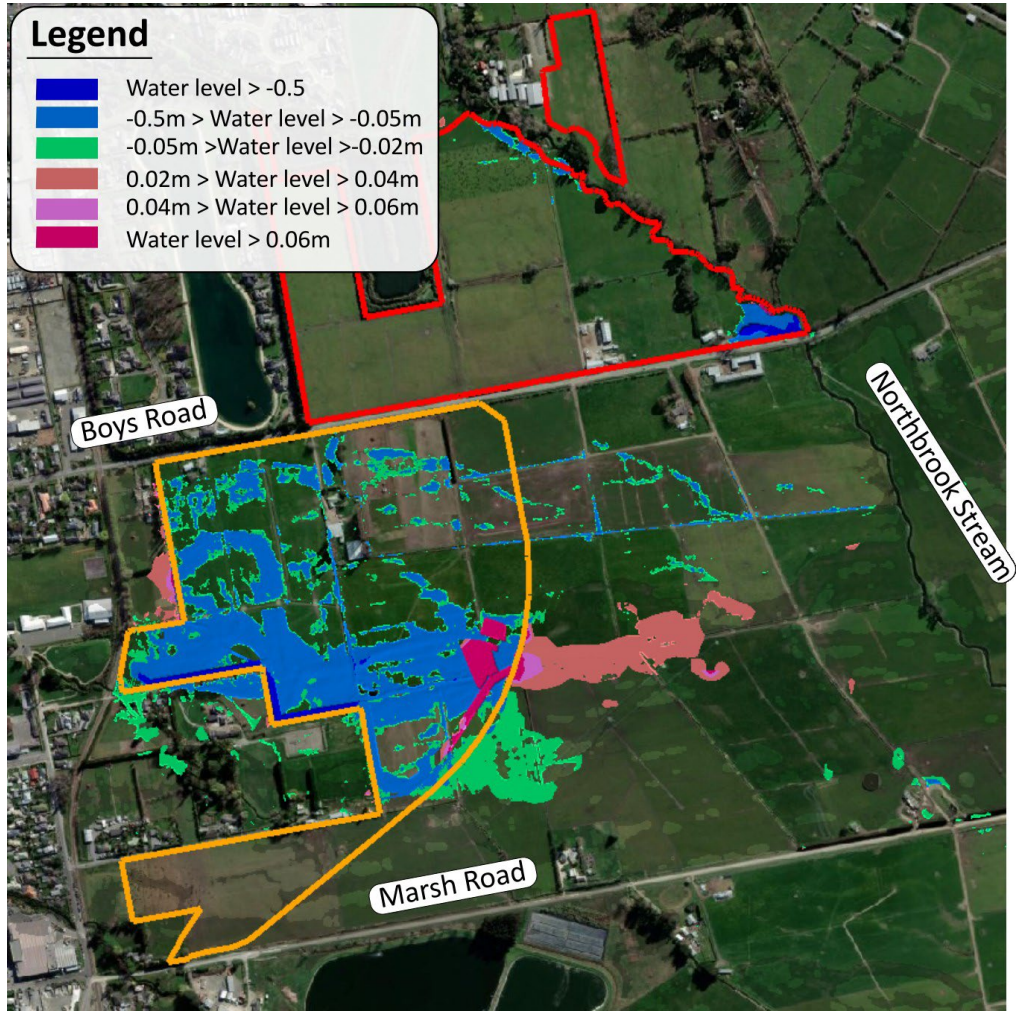 Legend
Water level > -0.5
-0.5m > Water level > -0.05m
-0.05m >Water level >-0.02m
0.02m > Water level > 0.04m
0.04m > Water level > 0.06m
Water level > 0.06m
Boys Road
Northbrook Stream
Marsh Road